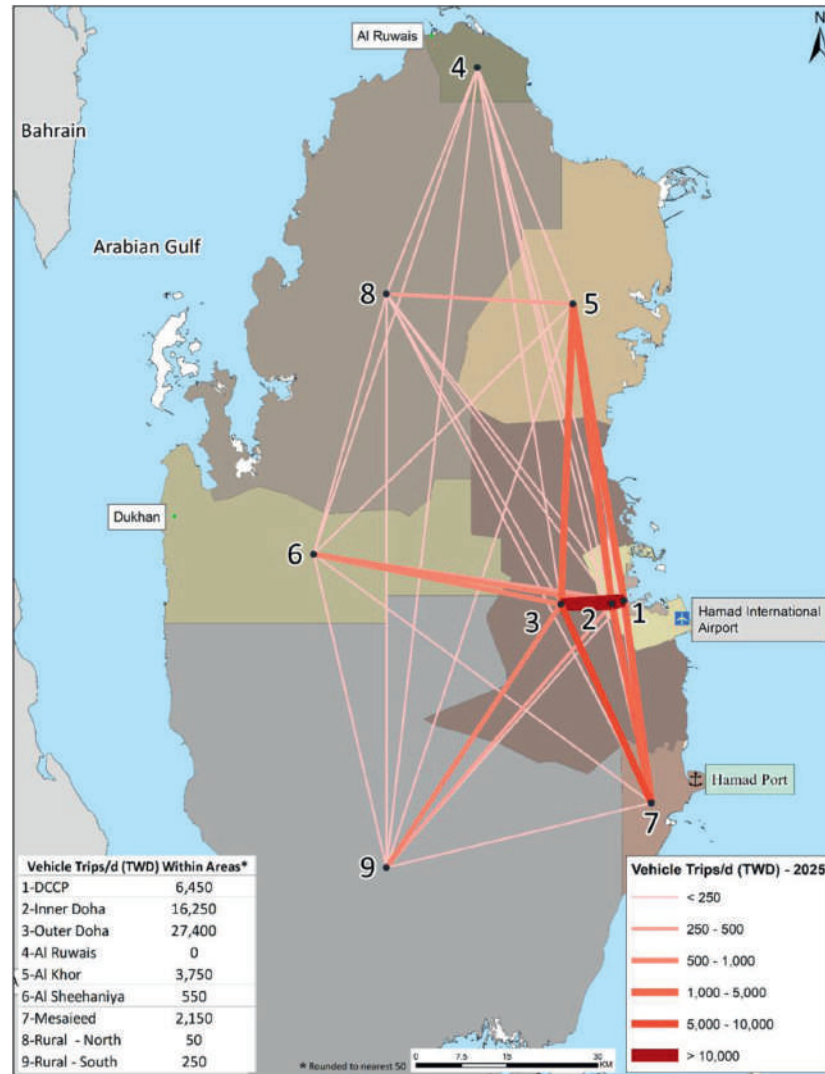 Al Ruwais
N
4
Bahrain
Arabian Gulf
8
5
Dukhan
6
3
2
1
Hamad International
Airport
Hamad Port
7
9
Vehicle Trips/d (TWD) Within Areas*
1-DCCP 6,450
2-Inner Doha 16,250
3-Outer Doha 27,400
4-Al Ruwais 0
5-Al Khor 3,750
6-Al Sheehaniya 550
7-Mesaieed 2,150
8-Rural - North 50
9-Rural - South 250
* Rounded to nearest 50
0 7.5 15 30
KM
Vehicle Trips/d (TWD) - 2025
< 250
250 - 500
500 - 1,000
1,000 - 5,000
5,000 - 10,000
> 10,000